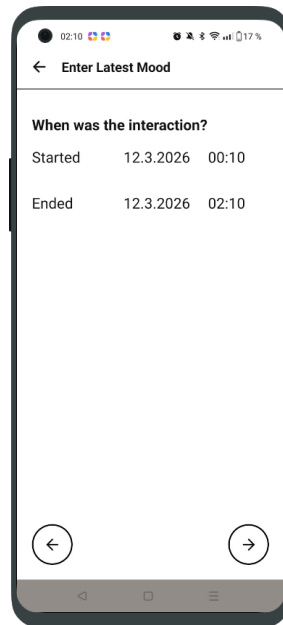 02:10 17 %
Enter Latest Mood
When was the interaction?
Started 12.3.2026 00:10
Ended 12.3.2026 02:10